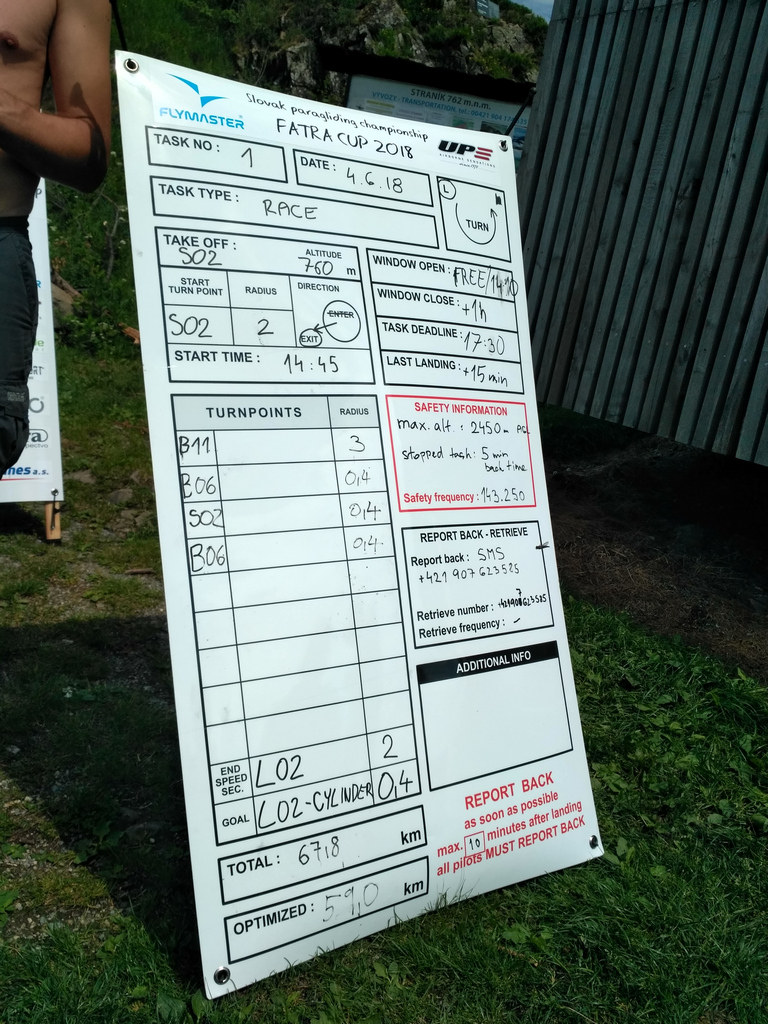 STRANÍK 762 m.n.m.
FLYMASTER
Slovak paragliding championship
FATRA CUP 2018
UP
TASK NO : 1
DATE : 4.6.18
L
TURN
TASK TYPE : RACE
TAKE OFF : S02
ALTITUDE 760 m
START TURN POINT
RADIUS
DIRECTION
S02
2
ENTER
EXIT
START TIME : 14:45
WINDOW OPEN : FREE/14:10
WINDOW CLOSE : +1h
TASK DEADLINE : 17:30
LAST LANDING : +15 min
TURNPOINTS RADIUS
B11 3
B06 0,4
S02 0,4
B06 0,4
END SPEED SEC. L02 2
GOAL L02-CYLINDER 0,4
TOTAL : 67,8 km
OPTIMIZED : 59,0 km
SAFETY INFORMATION
max. alt : 2450 m
stopped task: 5 min
back time
Safety frequency : 143.250
REPORT BACK - RETRIEVE
Report back : SMS
+421 907 623585
Retrieve number :
Retrieve frequency : -
ADDITIONAL INFO
REPORT BACK
as soon as possible
max. 10 minutes after landing
all pilots MUST REPORT BACK
mes a.s.